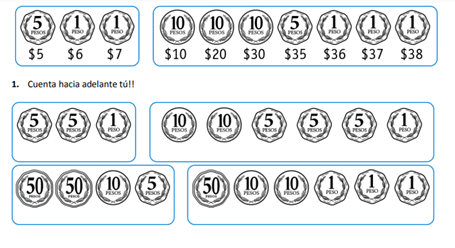 5 PESOS 1 PESO 1 PESO
$5 $6 $7
10 PESOS 10 PESOS 10 PESOS 5 PESOS 1 PESO 1 PESO 1 PESO
$10 $20 $30 $35 $36 $37 $38
1. Cuenta hacia adelante tú!!
5 PESOS 5 PESOS 1 PESO
10 PESOS 10 PESOS 5 PESOS 5 PESOS 5 PESOS 1 PESO
50 PESOS 50 PESOS 10 PESOS 5 PESOS
50 PESOS 10 PESOS 10 PESOS 1 PESO 1 PESO 1 PESO